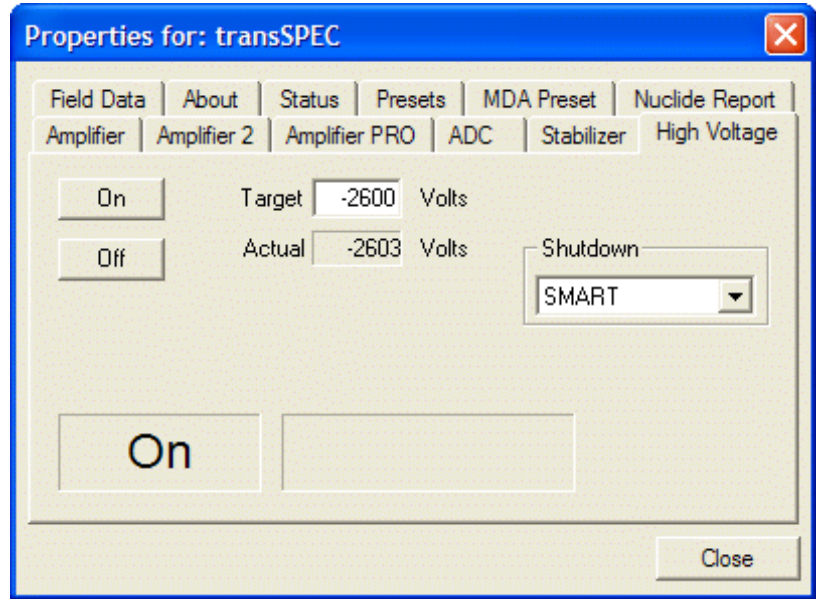 Properties for: transSPEC
Field Data About Status Presets MDA Preset Nuclide Report
Amplifier Amplifier 2 Amplifier PRO ADC Stabilizer High Voltage
On Target -2600 Volts
Off Actual -2603 Volts Shutdown
SMART
On
Close